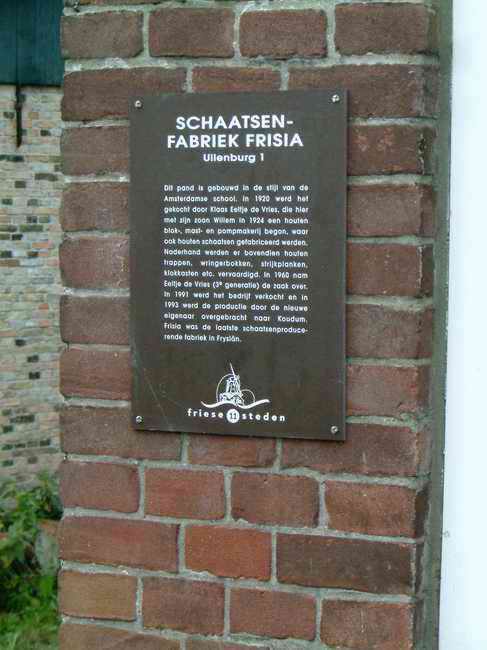 SCHAATSEN-
FABRIEK FRISIA
Uilenburg 1
Dit pand is gebouwd in de stijl van de
Amsterdamse school. In 1920 werd het
gekocht door Klaas Eeltje de Vries, die hier
met zijn zoon Willem in 1924 een houten
blok-, mast- en pompmakerij begon, waar
ook houten schaatsen gefabriceerd werden.
Naderhand werden er bovendien houten
trappen, wringerbokken, strijkplanken,
klokkasten etc. vervaardigd. In 1960 nam
Eeltje de Vries (3e generatie) de zaak over.
In 1991 werd het bedrijf verkocht en in
1993 werd de productie door de nieuwe
eigenaar overgebracht naar Koudum.
Frisia was de laatste schaatsenproduce-
rende fabriek in Fryslân.
friese 11 steden